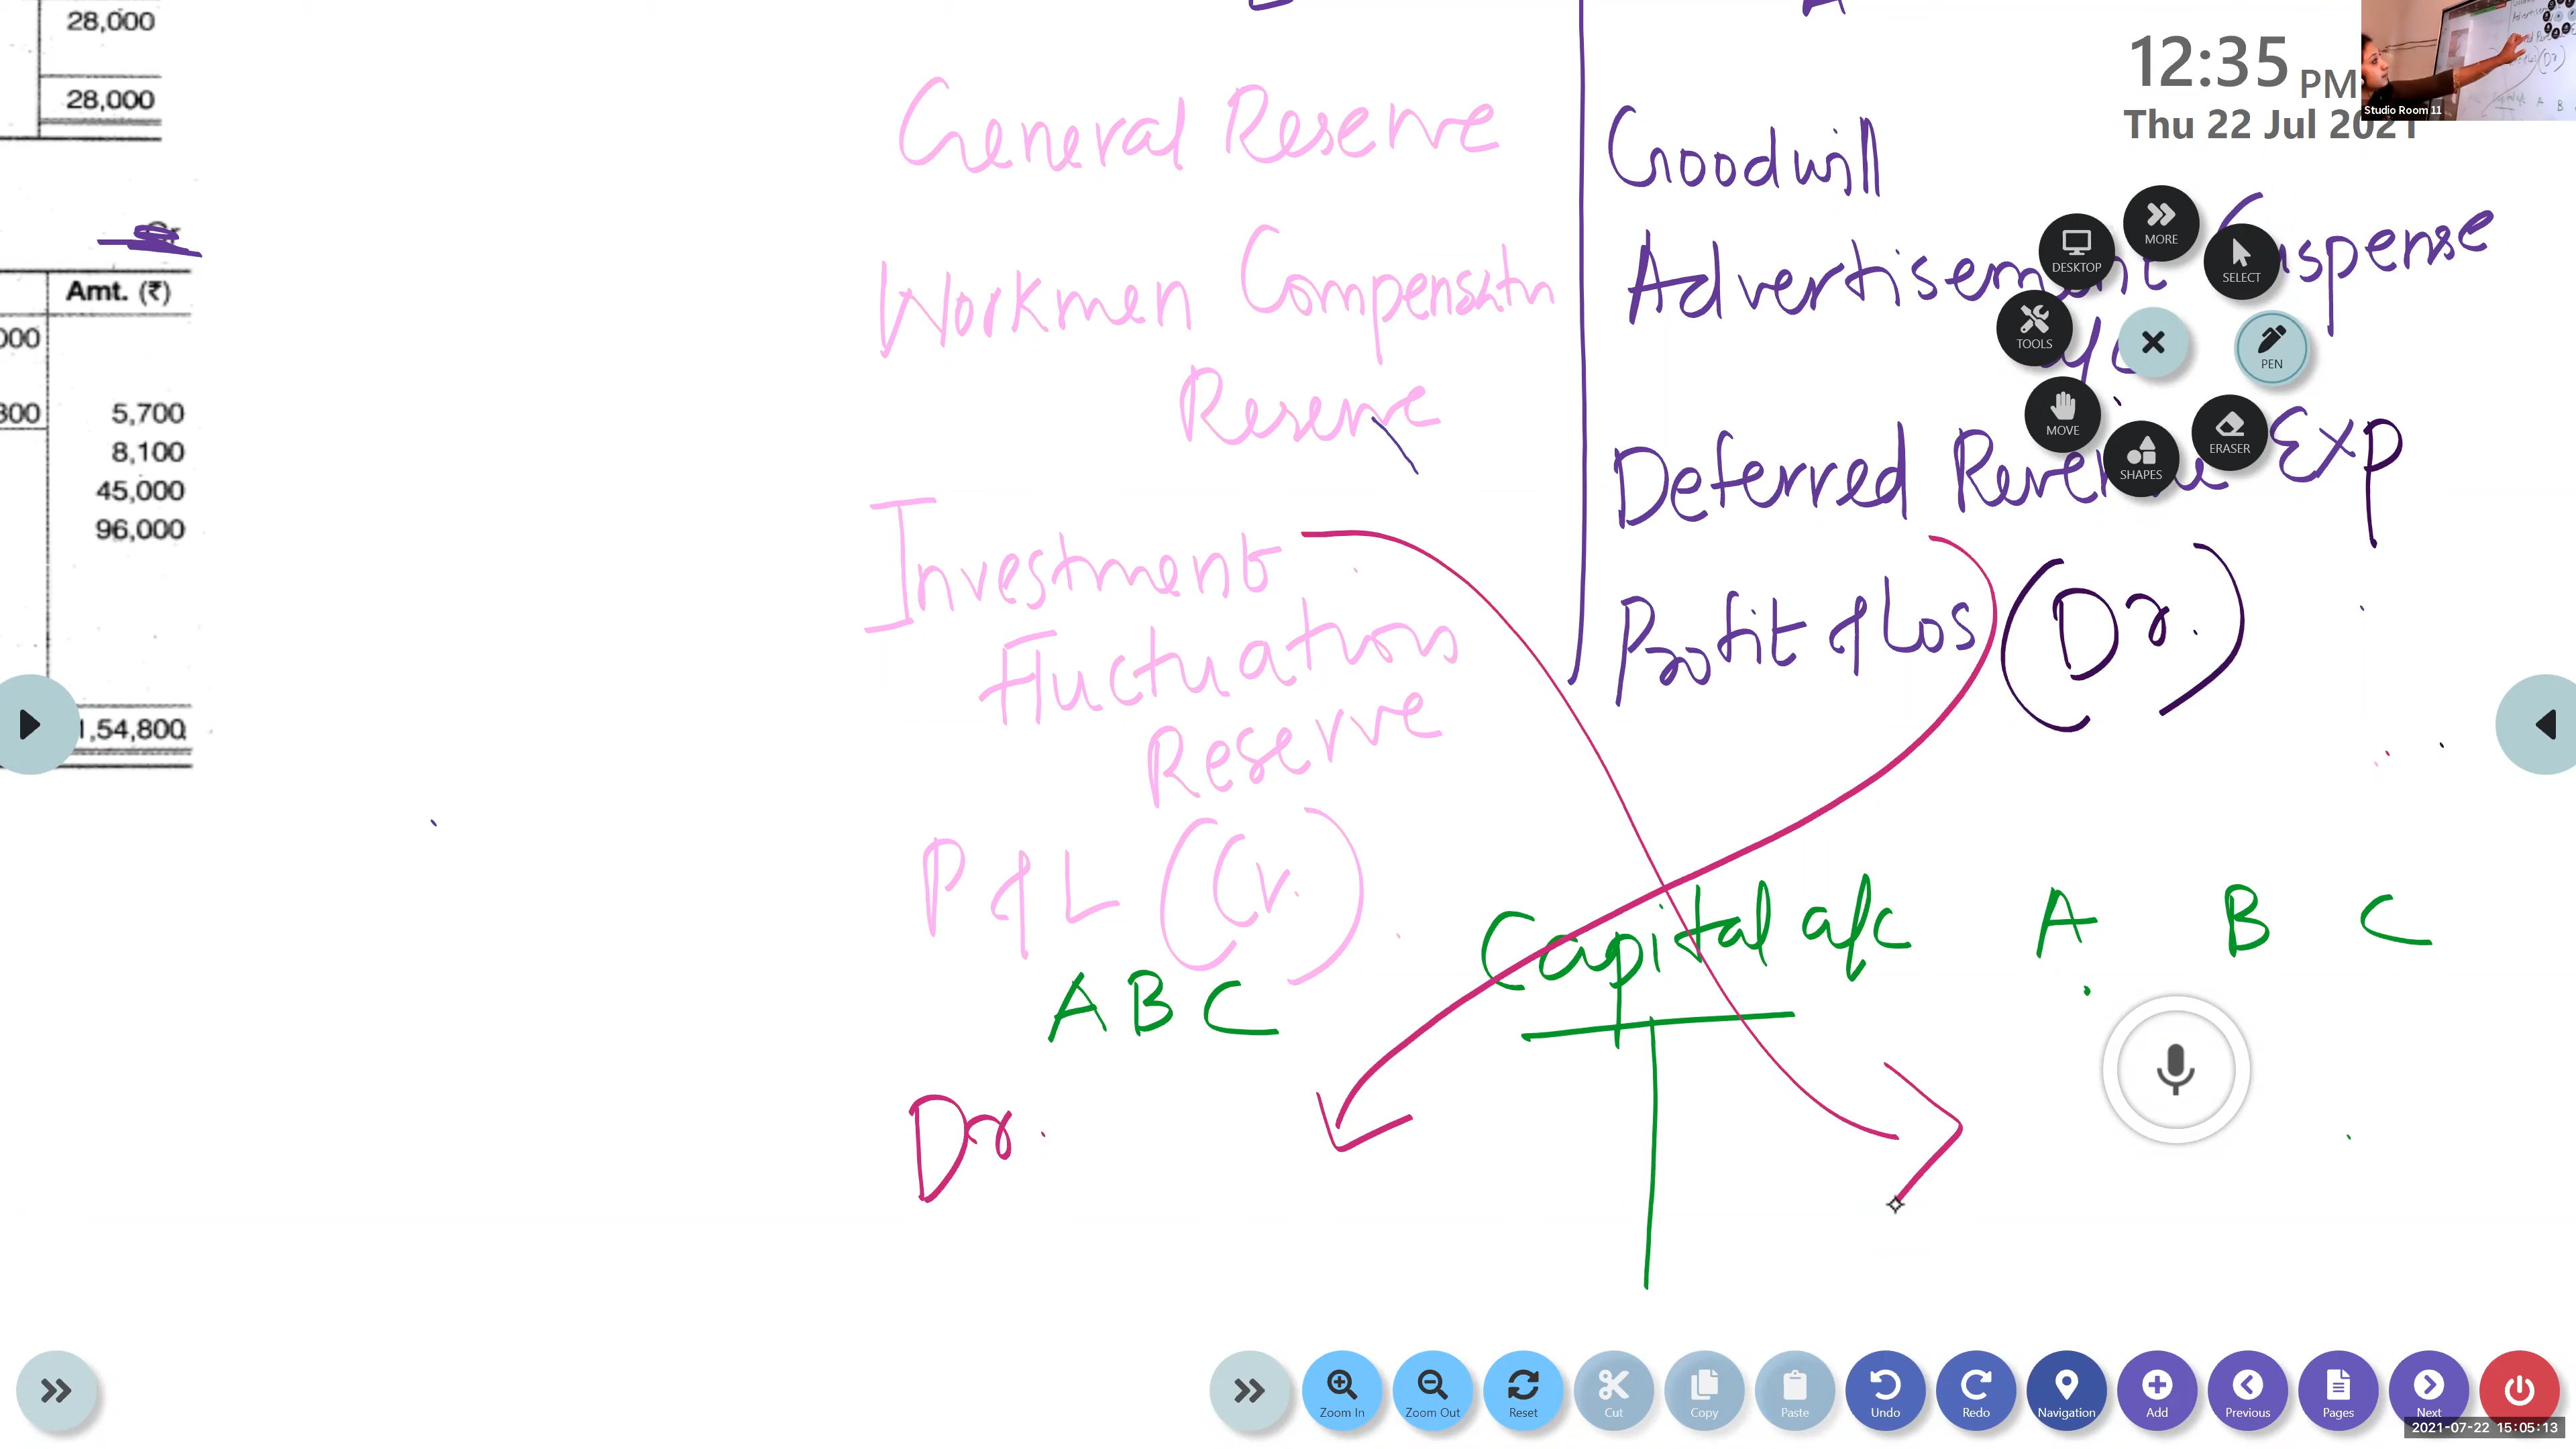 28,000
28,000
Amt. (₹)
000
300 5,700
8,100
45,000
96,000
1,54,800
General Reserve
Workmen Compensatn
Reserve
Investment
Fluctuation
Reserve
P & L (Cr.)
A B C
Dr.
Goodwill
Advertisement Suspense
Deferred Revenue Exp
Profit & Los (Dr.)
Capital a/c A B C
12:35 PM
Thu 22 Jul 2021
Studio Room 11
MORE
DESKTOP
SELECT
TOOLS
PEN
MOVE
ERASER
SHAPES
Zoom In Zoom Out Reset Cut Copy Paste Undo Redo Navigation Add Previous Pages Next
2021-07-22 15:05:13